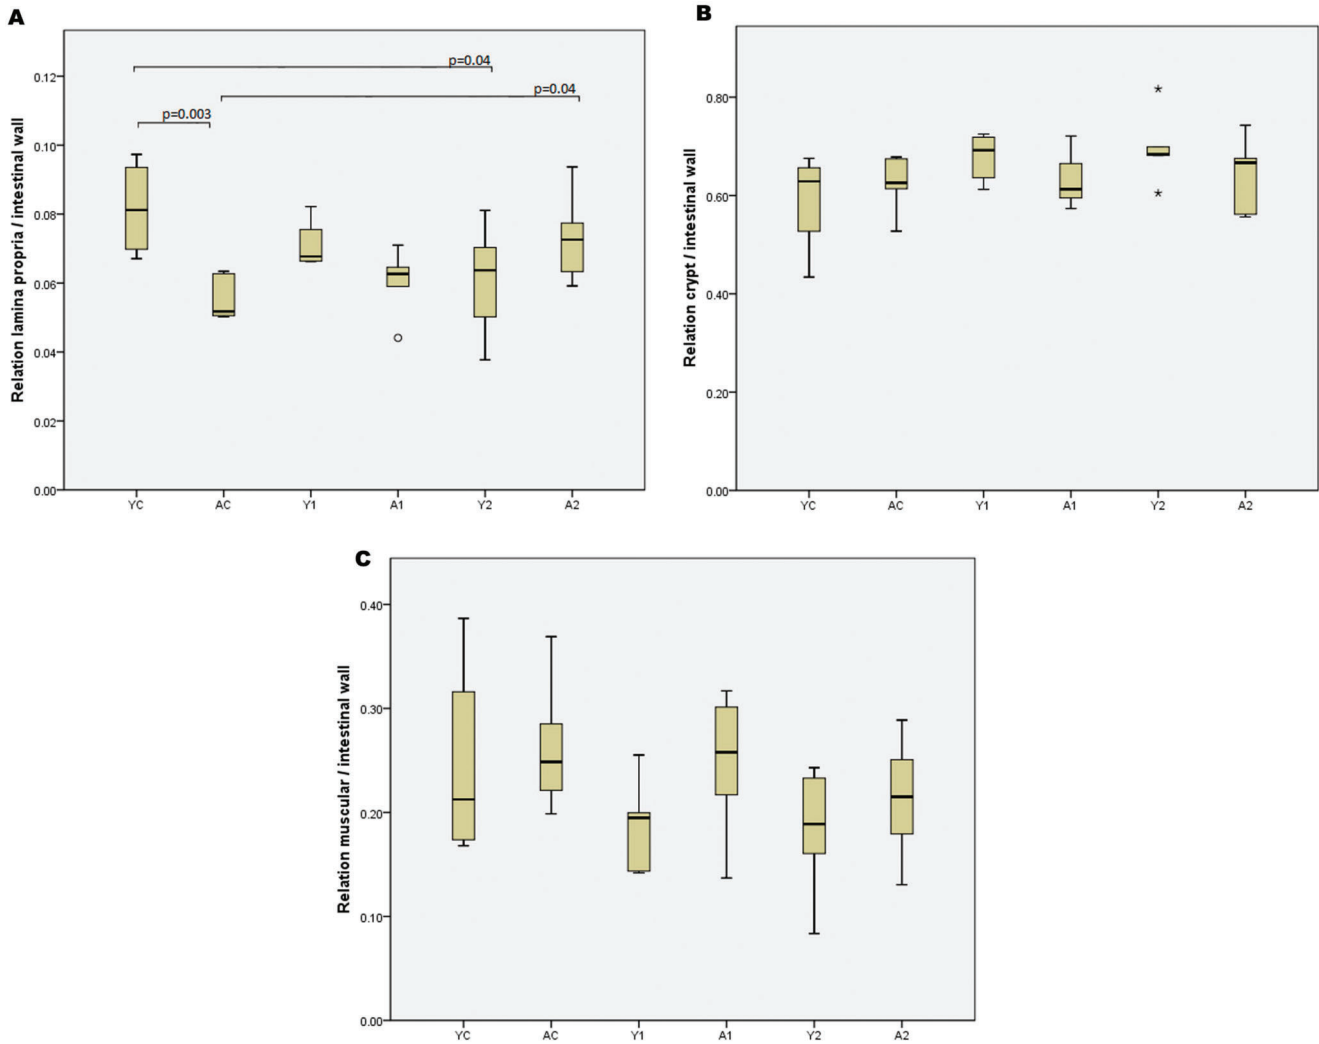 A
Relation lamina propria / intestinal wall
0.12
0.10
0.08
0.06
0.04
0.02
0.00
p=0.04
p=0.04
p=0.003
YC AC Y1 A1 Y2 A2
B
Relation crypt / intestinal wall
0.80
0.60
0.40
0.20
0.00
YC AC Y1 A1 Y2 A2
C
Relation muscular / intestinal wall
0.40
0.30
0.20
0.10
0.00
YC AC Y1 A1 Y2 A2